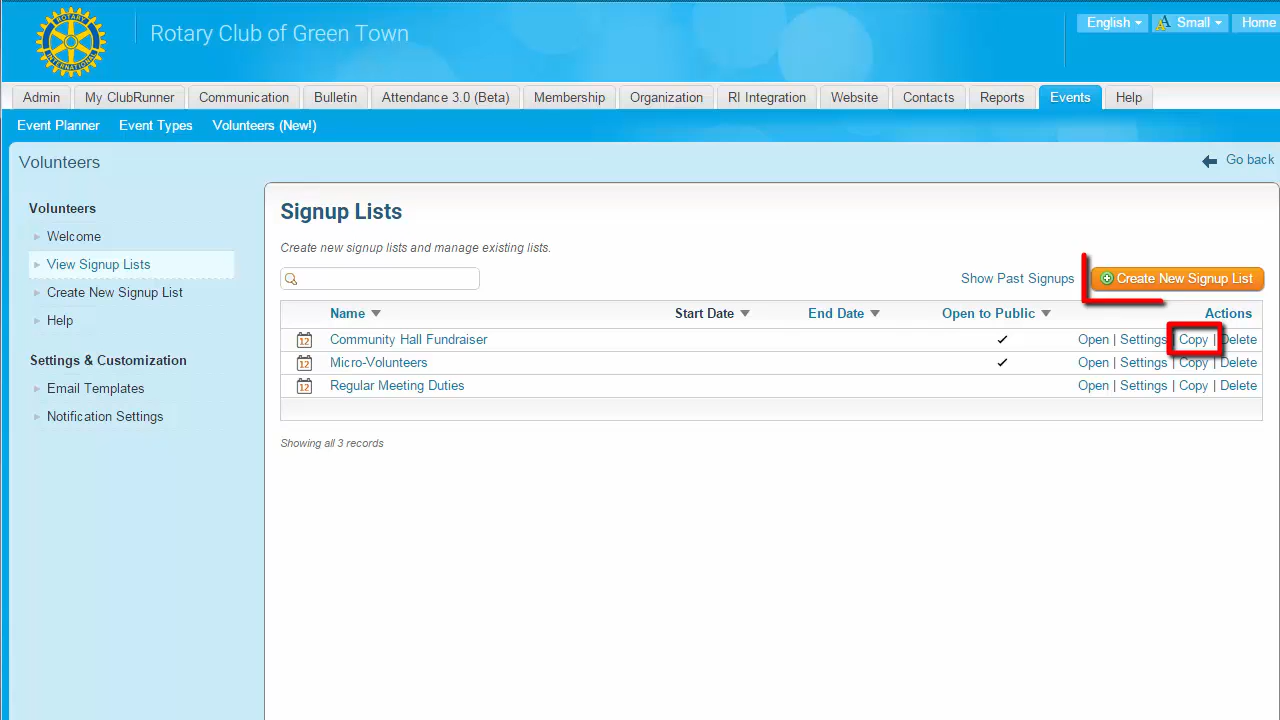 ROTARY
INTERNATIONAL
Rotary Club of Green Town
English
Small
Home
Admin
My ClubRunner
Communication
Bulletin
Attendance 3.0 (Beta)
Membership
Organization
RI Integration
Website
Contacts
Reports
Events
Help
Event Planner
Event Types
Volunteers (New!)
Volunteers
Go back
Volunteers
Welcome
View Signup Lists
Create New Signup List
Help
Settings & Customization
Email Templates
Notification Settings
Signup Lists
Create new signup lists and manage existing lists.
Show Past Signups
Create New Signup List
Name Start Date End Date Open to Public Actions
12 Community Hall Fundraiser ✓ Open | Settings | Copy | Delete
12 Micro-Volunteers ✓ Open | Settings | Copy | Delete
12 Regular Meeting Duties Open | Settings | Copy | Delete
Showing all 3 records